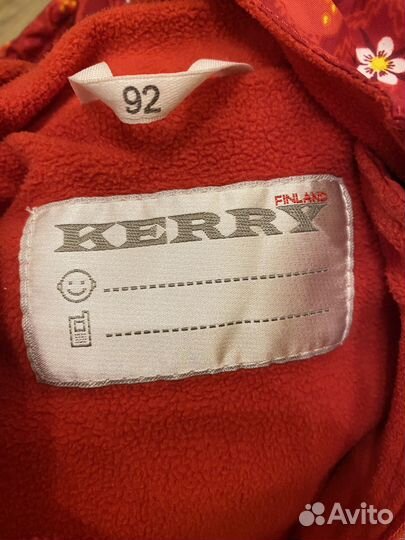 92
FINLAND
KERRY
Avito